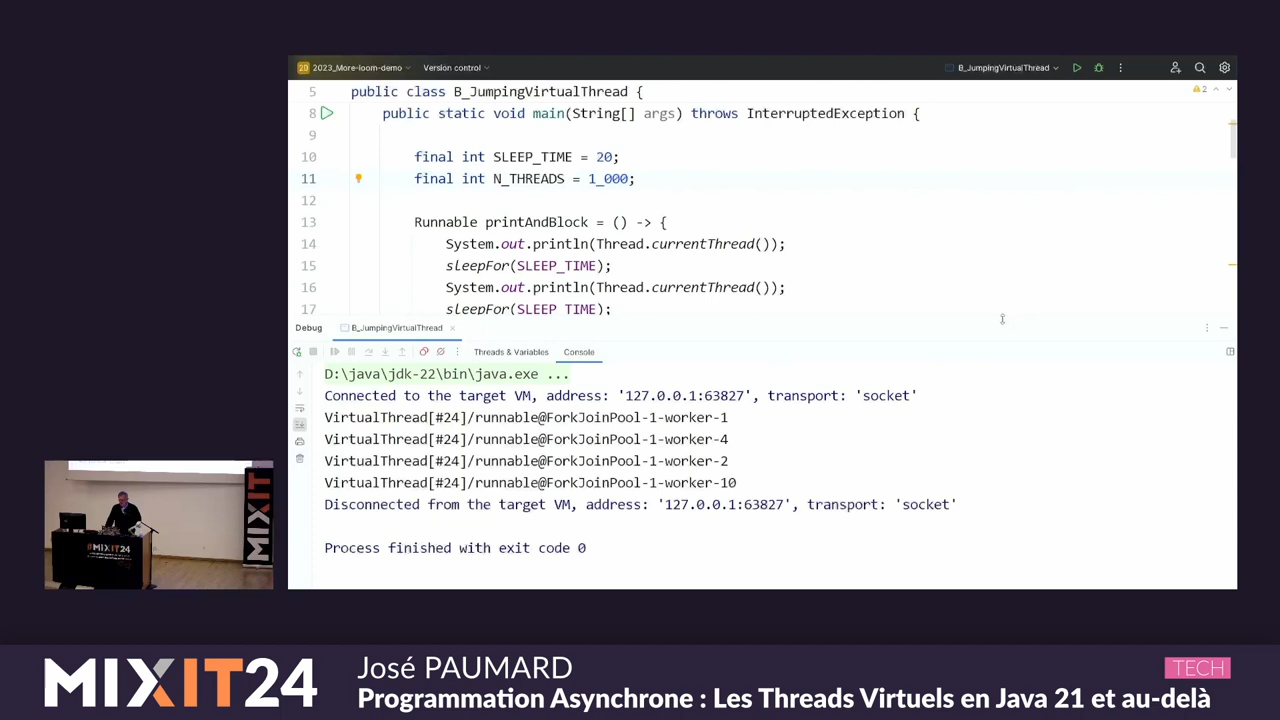 2023_More-loom-demo
Version control
B_JumpingVirtualThread
5 public class B_JumpingVirtualThread {
2
8 public static void main(String[] args) throws InterruptedException {
9
10 final int SLEEP_TIME = 20;
11 final int N_THREADS = 1_000;
12
13 Runnable printAndBlock = () -> {
14 System.out.println(Thread.currentThread());
15 sleepFor(SLEEP_TIME);
16 System.out.println(Thread.currentThread());
17 sleepFor(SLEEP_TIME);
Debug B_JumpingVirtualThread
Threads & Variables Console
D:\java\jdk-22\bin\java.exe ...
Connected to the target VM, address: '127.0.0.1:63827', transport: 'socket'
VirtualThread[#24]/runnable@ForkJoinPool-1-worker-1
VirtualThread[#24]/runnable@ForkJoinPool-1-worker-4
VirtualThread[#24]/runnable@ForkJoinPool-1-worker-2
VirtualThread[#24]/runnable@ForkJoinPool-1-worker-10
Disconnected from the target VM, address: '127.0.0.1:63827', transport: 'socket'
Process finished with exit code 0
MIXIT
#MIXIT24
MIXIT24
José PAUMARD
TECH
Programmation Asynchrone : Les Threads Virtuels en Java 21 et au-delà